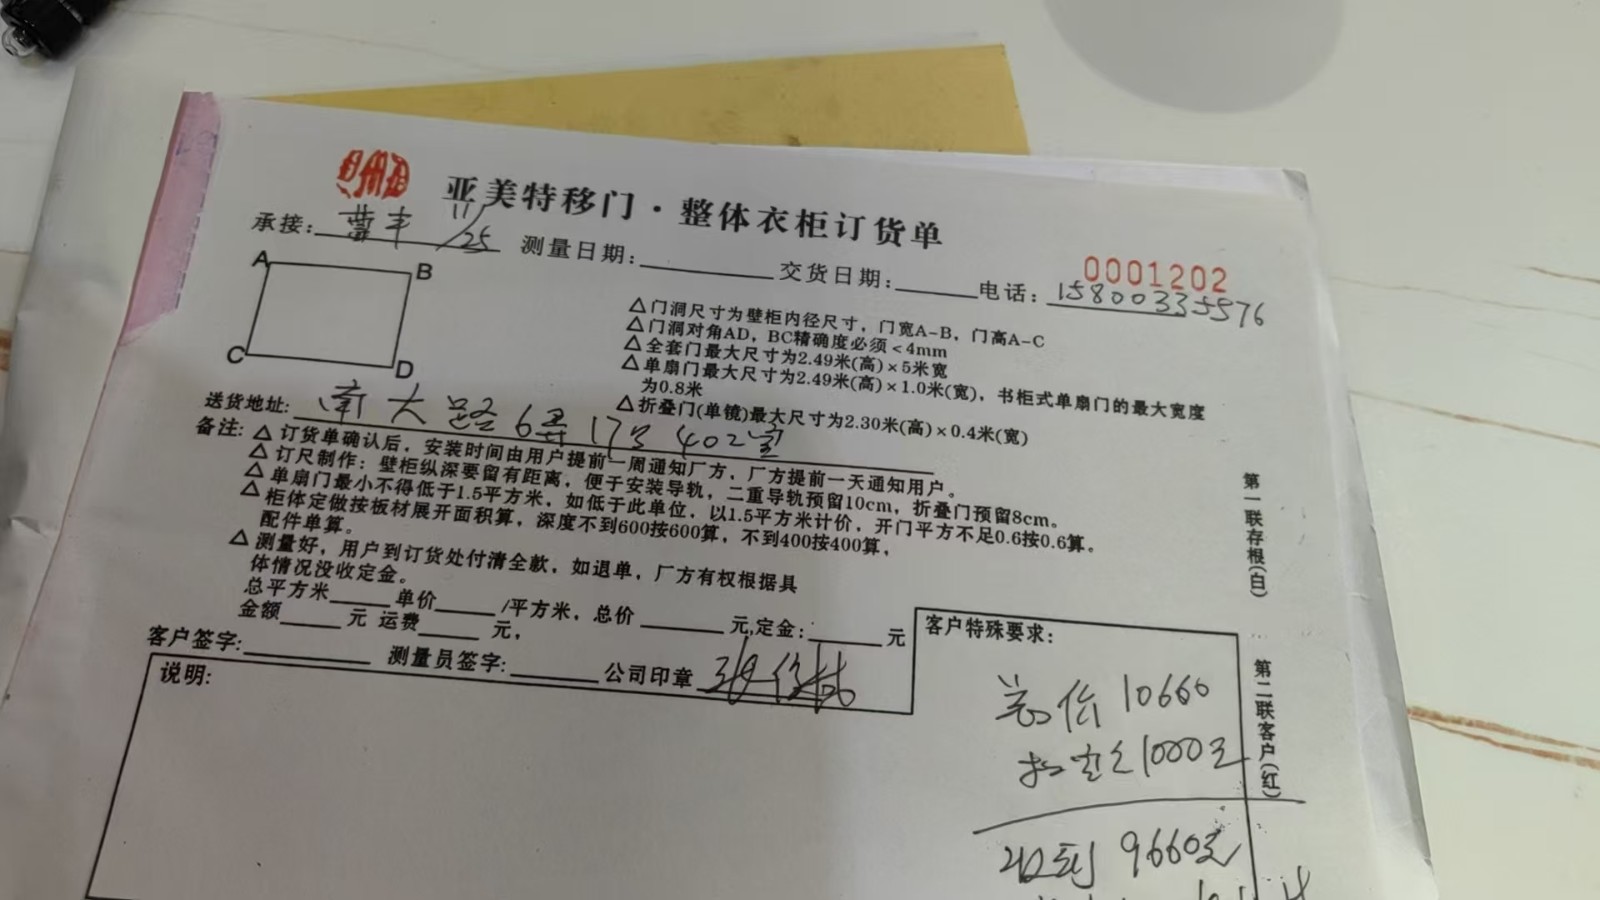 亚美特移门·整体衣柜订货单
0001202
承接: 11/25 测量日期: 交货日期: 电话: 15800335576
A B
C D
△门洞尺寸为壁柜内径尺寸，门宽A-B，门高A-C
△门洞对角AD，BC精确度必须<4mm
△全套门最大尺寸为2.49米(高)×5米宽
△单扇门最大尺寸为2.49米(高)×1.0米(宽)，书柜式单扇门的最大宽度
为0.8米
△折叠门(单镜)最大尺寸为2.30米(高)×0.4米(宽)
送货地址: 南大路6弄17号402室
备注: △订货单确认后，安装时间由用户提前一周通知厂方，厂方提前一天通知用户。
△订尺制作：壁柜纵深要留有距离，便于安装导轨，二重导轨预留10cm，折叠门预留8cm。
△单扇门最小不得低于1.5平方米，如低于此单位，以1.5平方米计价，开门平方不足0.6按0.6算。
△柜体定做按板材展开面积算，深度不到600按600算，不到400按400算，
配件单算。
△测量好，用户到订货处付清全款，如退单，厂方有权根据具
体情况没收定金。
总平方米 单价 /平方米，总价 元,定金: 元
金额 元 运费 元，
客户签字: 测量员签字: 公司印章
说明:
客户特殊要求:
总价10660
扣定金1000元
收到9660元
第一联存根(白)
第二联客户(红)